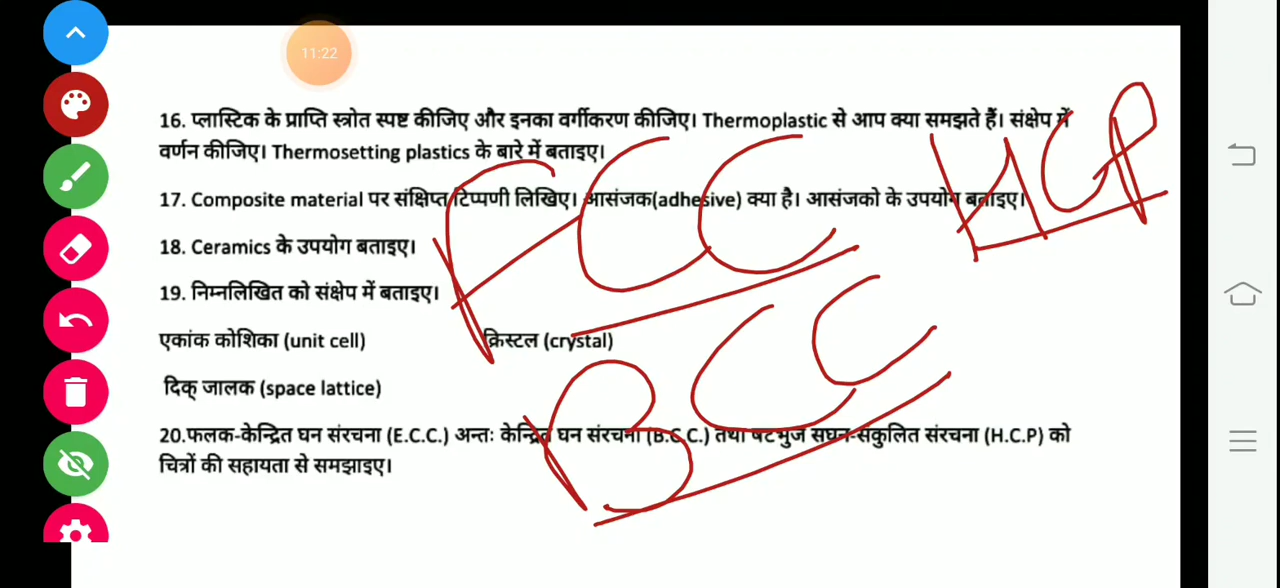 11:22
16. प्लास्टिक के प्राप्ति स्त्रोत स्पष्ट कीजिए और इनका वर्गीकरण कीजिए। Thermoplastic से आप क्या समझते हैं। संक्षेप में
वर्णन कीजिए। Thermosetting plastics के बारे में बताइए।
17. Composite material पर संक्षिप्त टिप्पणी लिखिए। आसंजक(adhesive) क्या है। आसंजको के उपयोग बताइए।
18. Ceramics के उपयोग बताइए।
19. निम्नलिखित को संक्षेप में बताइए।
एकांक कोशिका (unit cell) क्रिस्टल (crystal)
दिक् जालक (space lattice)
20.फलक-केन्द्रित घन संरचना (E.C.C.) अन्तः केन्द्रित घन संरचना (B.C.C.) तथा षटभुज सघन-संकुलित संरचना (H.C.P) को
चित्रों की सहायता से समझाइए।
FCC
HCP
BCC